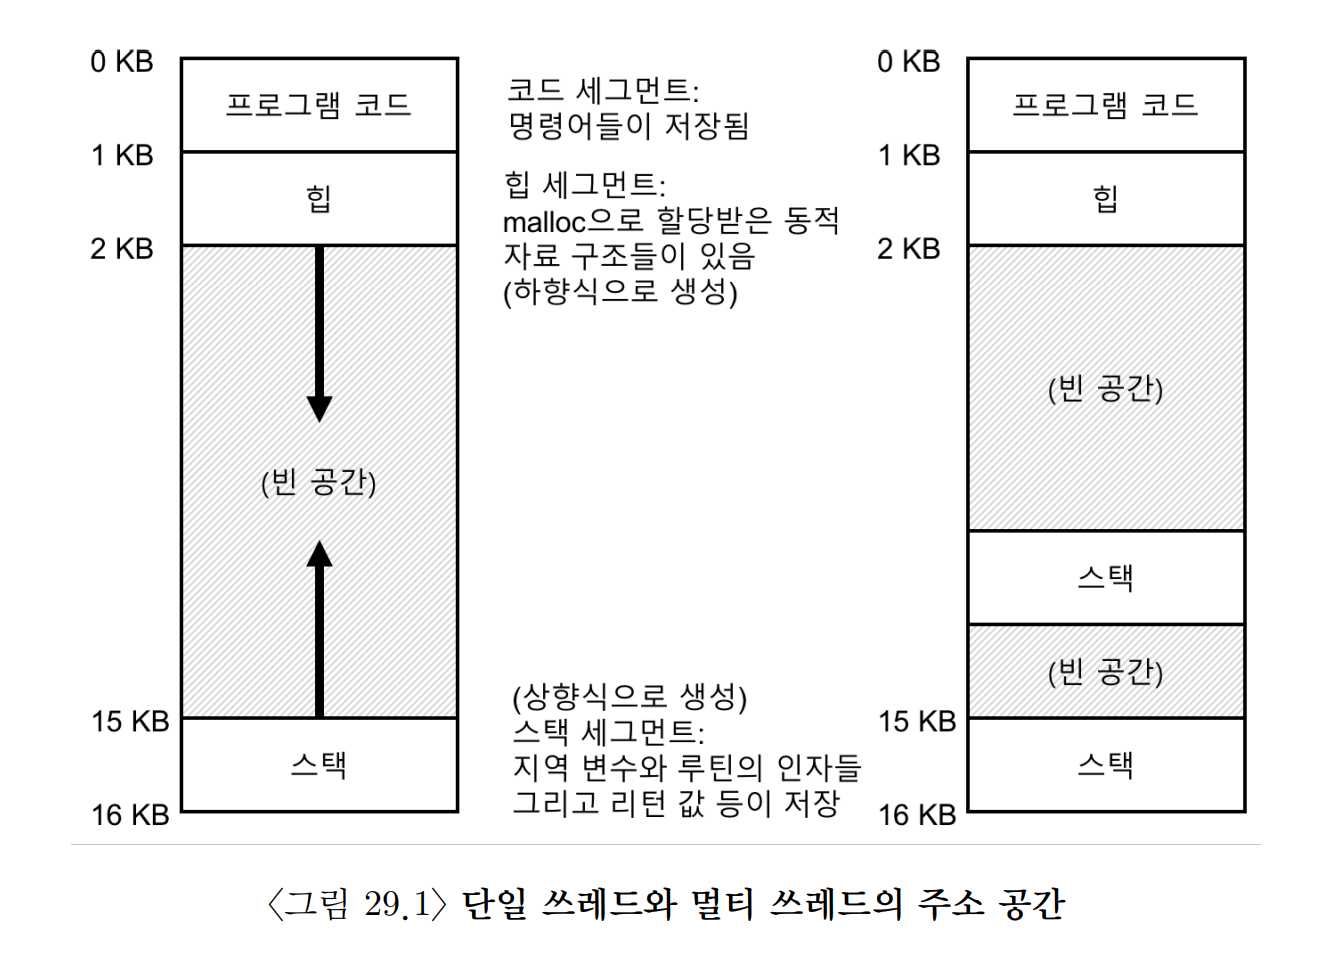 0 KB
프로그램 코드
1 KB
힙
2 KB
(빈 공간)
15 KB
스택
16 KB
코드 세그먼트:
명령어들이 저장됨
힙 세그먼트:
malloc으로 할당받은 동적
자료 구조들이 있음
(하향식으로 생성)
(상향식으로 생성)
스택 세그먼트:
지역 변수와 루틴의 인자들
그리고 리턴 값 등이 저장
0 KB
프로그램 코드
1 KB
힙
2 KB
(빈 공간)
스택
(빈 공간)
15 KB
스택
16 KB
〈그림 29.1〉 단일 쓰레드와 멀티 쓰레드의 주소 공간